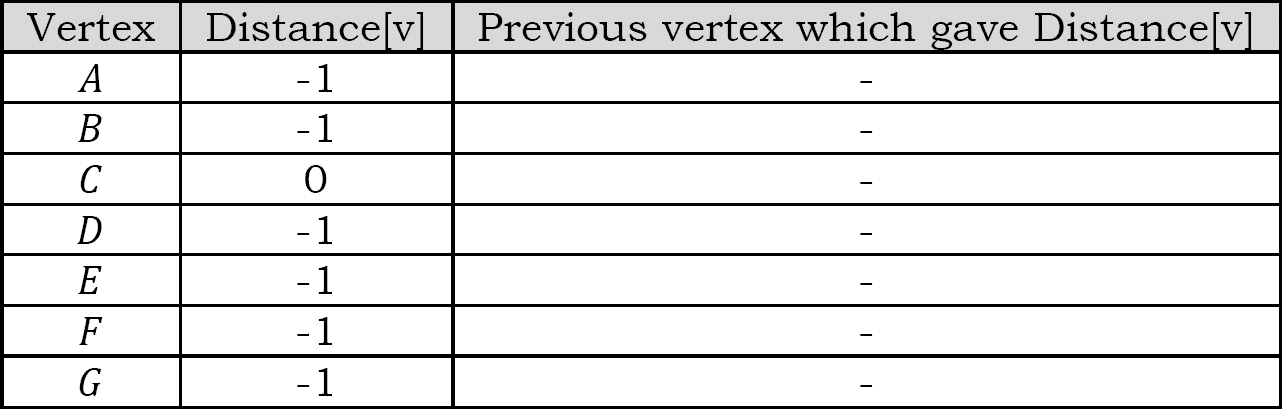 Vertex Distance[v] Previous vertex which gave Distance[v]
A -1 -
B -1 -
C 0 -
D -1 -
E -1 -
F -1 -
G -1 -